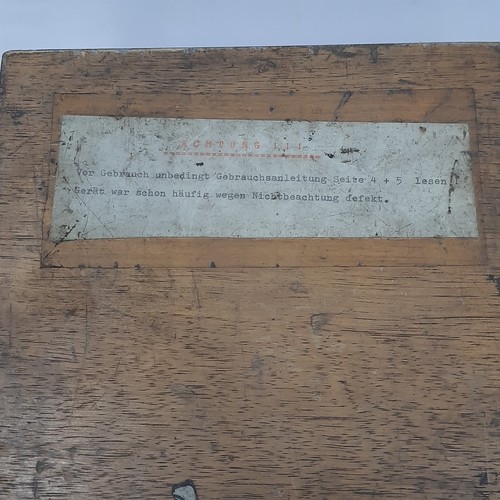 ACHTUNG !!!
Vor Gebrauch unbedingt Gebrauchsanleitung Seite 4 + 5 lesen!
Gerät war schon häufig wegen Nichtbeachtung defekt.